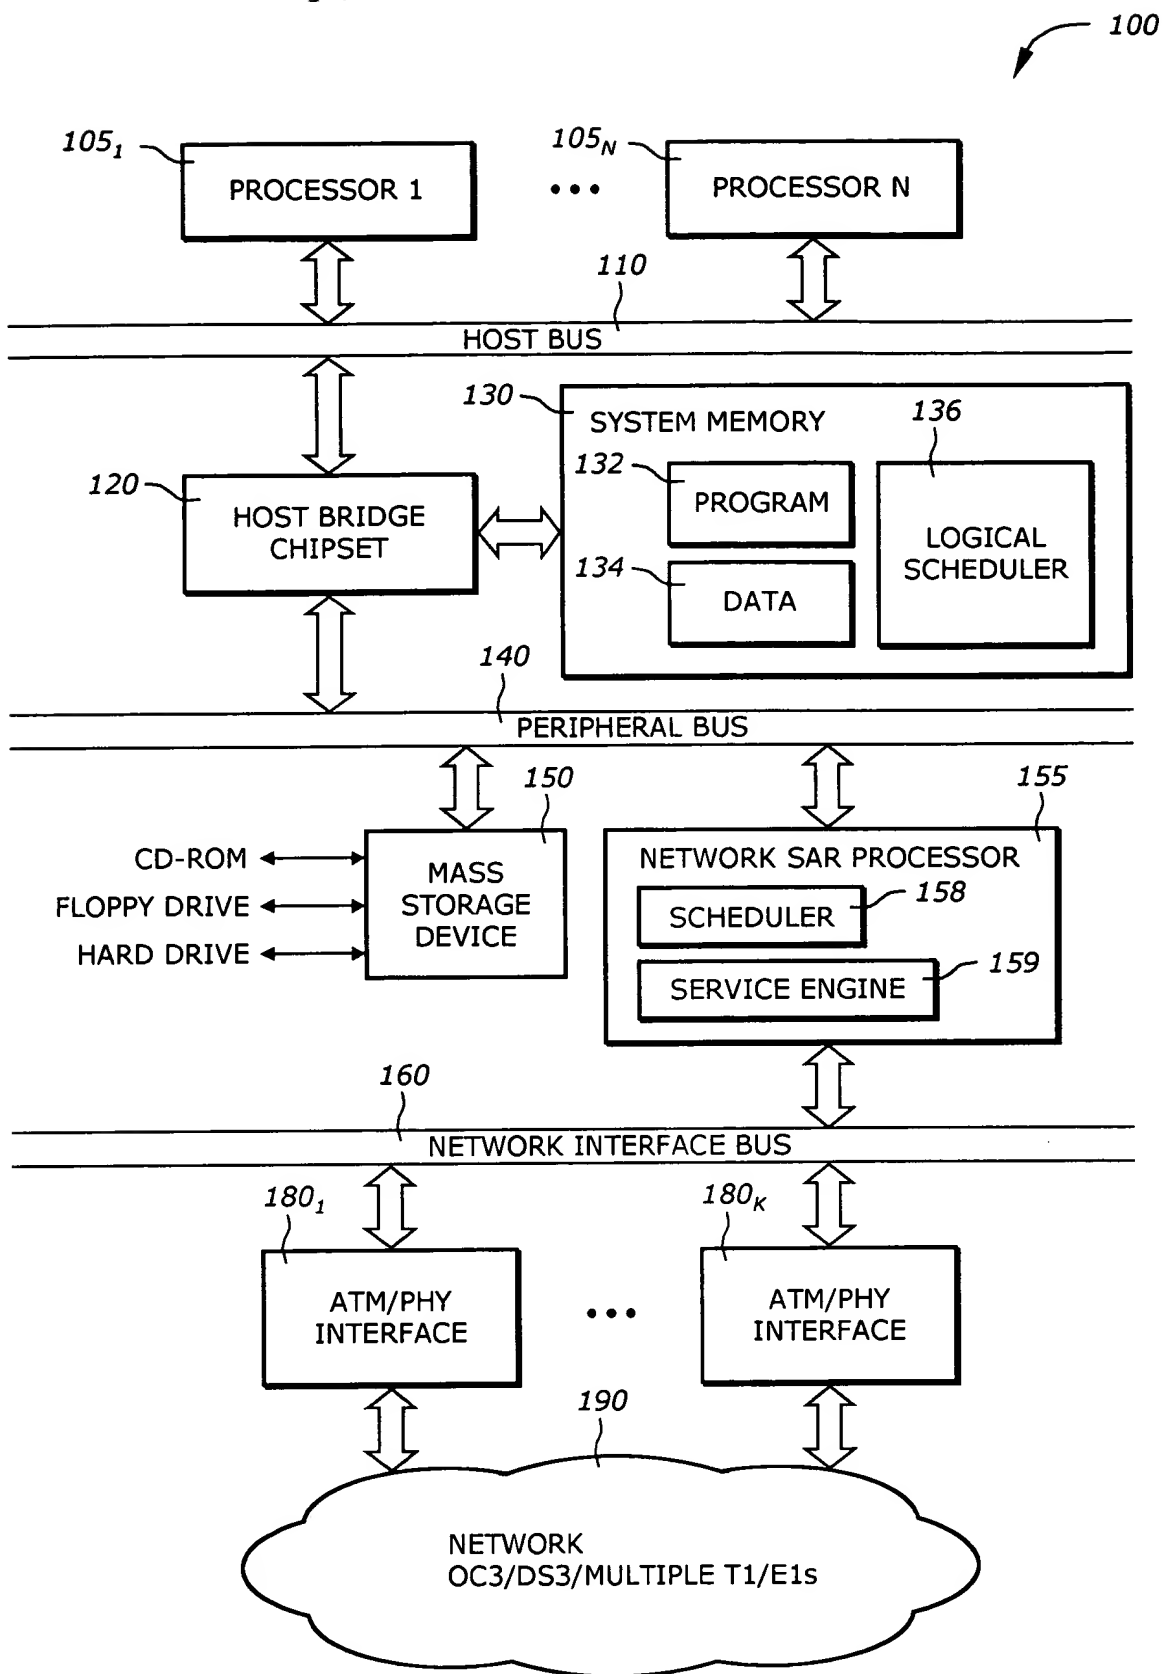 100
105₁
PROCESSOR 1
•••
105N
PROCESSOR N
110
HOST BUS
130
SYSTEM MEMORY
136
132
PROGRAM
120
HOST BRIDGE
CHIPSET
LOGICAL
SCHEDULER
134
DATA
140
PERIPHERAL BUS
150
155
CD-ROM
FLOPPY DRIVE
HARD DRIVE
MASS
STORAGE
DEVICE
NETWORK SAR PROCESSOR
SCHEDULER
158
SERVICE ENGINE
159
160
NETWORK INTERFACE BUS
180₁
ATM/PHY
INTERFACE
•••
180K
ATM/PHY
INTERFACE
190
NETWORK
OC3/DS3/MULTIPLE T1/E1s